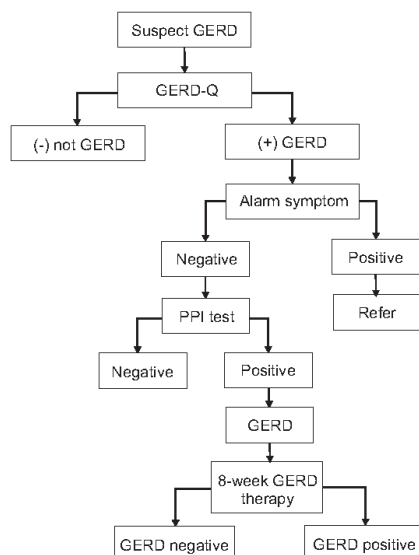 Suspect GERD
GERD-Q
(-) not GERD
(+) GERD
Alarm symptom
Negative
Positive
PPI test
Refer
Negative
Positive
GERD
8-week GERD
therapy
GERD negative
GERD positive